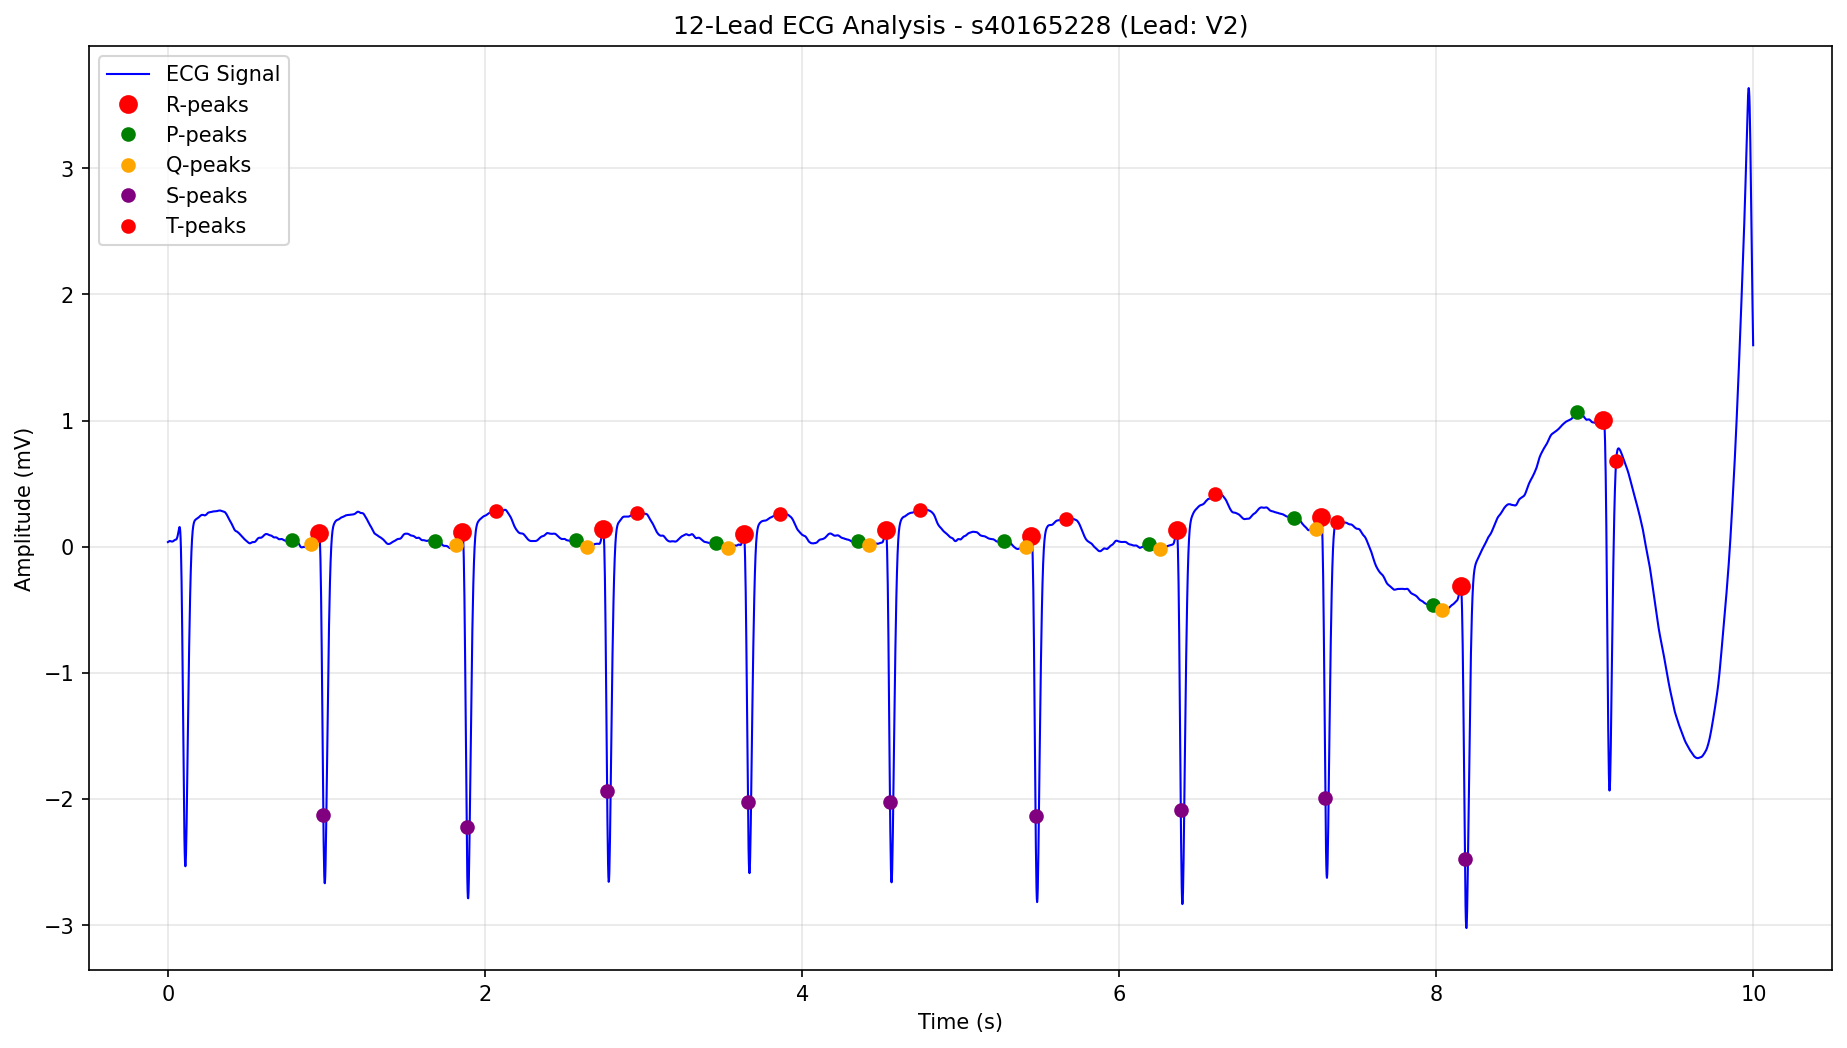 12-Lead ECG Analysis - s40165228 (Lead: V2)
ECG Signal
R-peaks
P-peaks
Q-peaks
S-peaks
T-peaks
Amplitude (mV)
3
2
1
0
−1
−2
−3
0 2 4 6 8 10
Time (s)